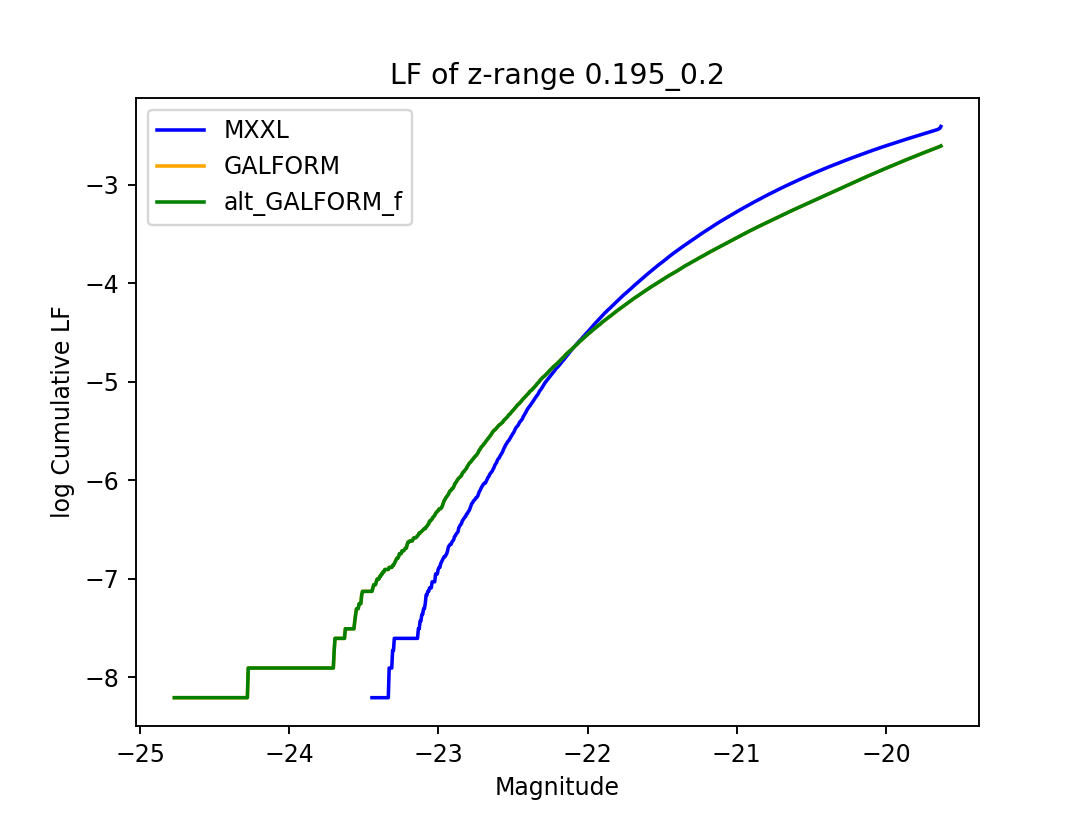 LF of z-range 0.195_0.2
MXXL
GALFORM
alt_GALFORM_f
log Cumulative LF
−3
−4
−5
−6
−7
−8
−25
−24
−23
−22
−21
−20
Magnitude